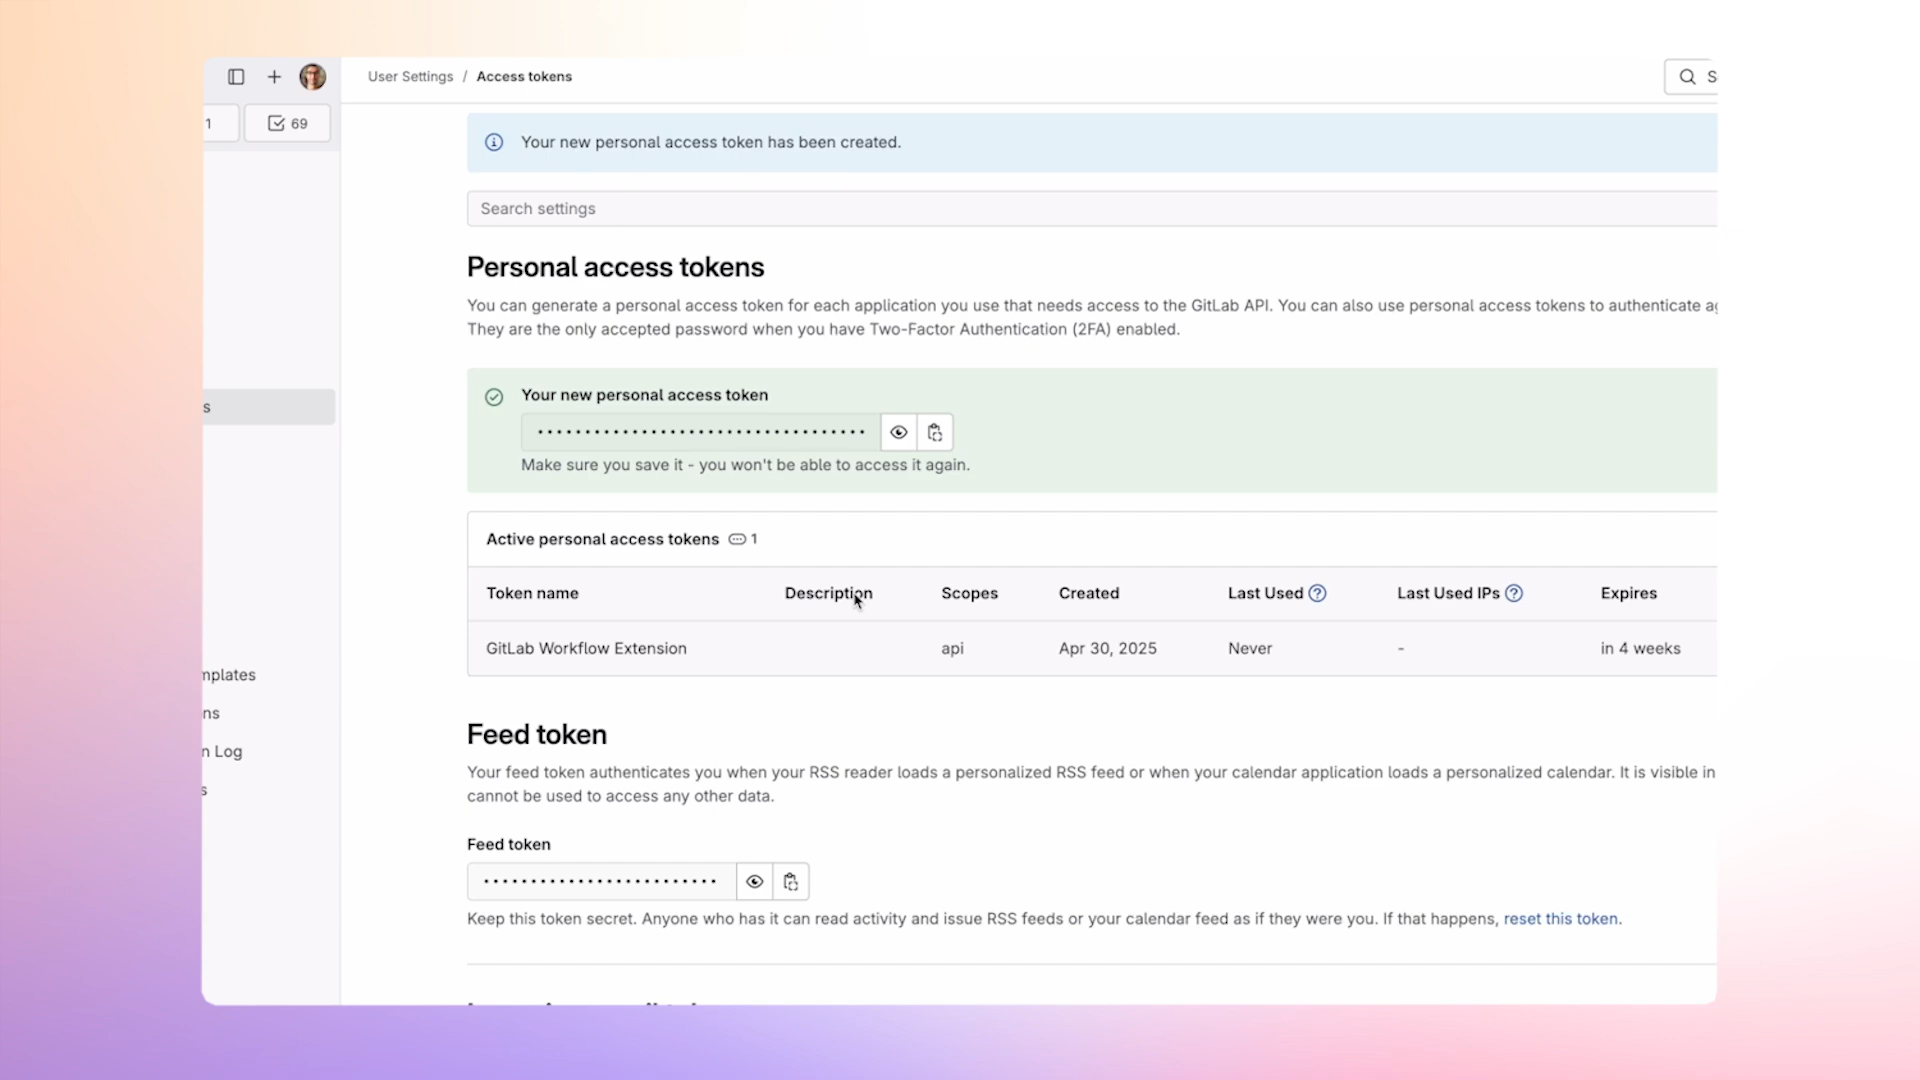 User Settings / Access tokens
1
69
Your new personal access token has been created.
Search settings
Personal access tokens
You can generate a personal access token for each application you use that needs access to the GitLab API. You can also use personal access tokens to authenticate
They are the only accepted password when you have Two-Factor Authentication (2FA) enabled.
Your new personal access token
Make sure you save it - you won't be able to access it again.
s
Active personal access tokens 1
Token name Description Scopes Created Last Used Last Used IPs Expires
GitLab Workflow Extension api Apr 30, 2025 Never - in 4 weeks
mplates
ns
n Log
s
Feed token
Your feed token authenticates you when your RSS reader loads a personalized RSS feed or when your calendar application loads a personalized calendar. It is visible in
cannot be used to access any other data.
Feed token
Keep this token secret. Anyone who has it can read activity and issue RSS feeds or your calendar feed as if they were you. If that happens, reset this token.